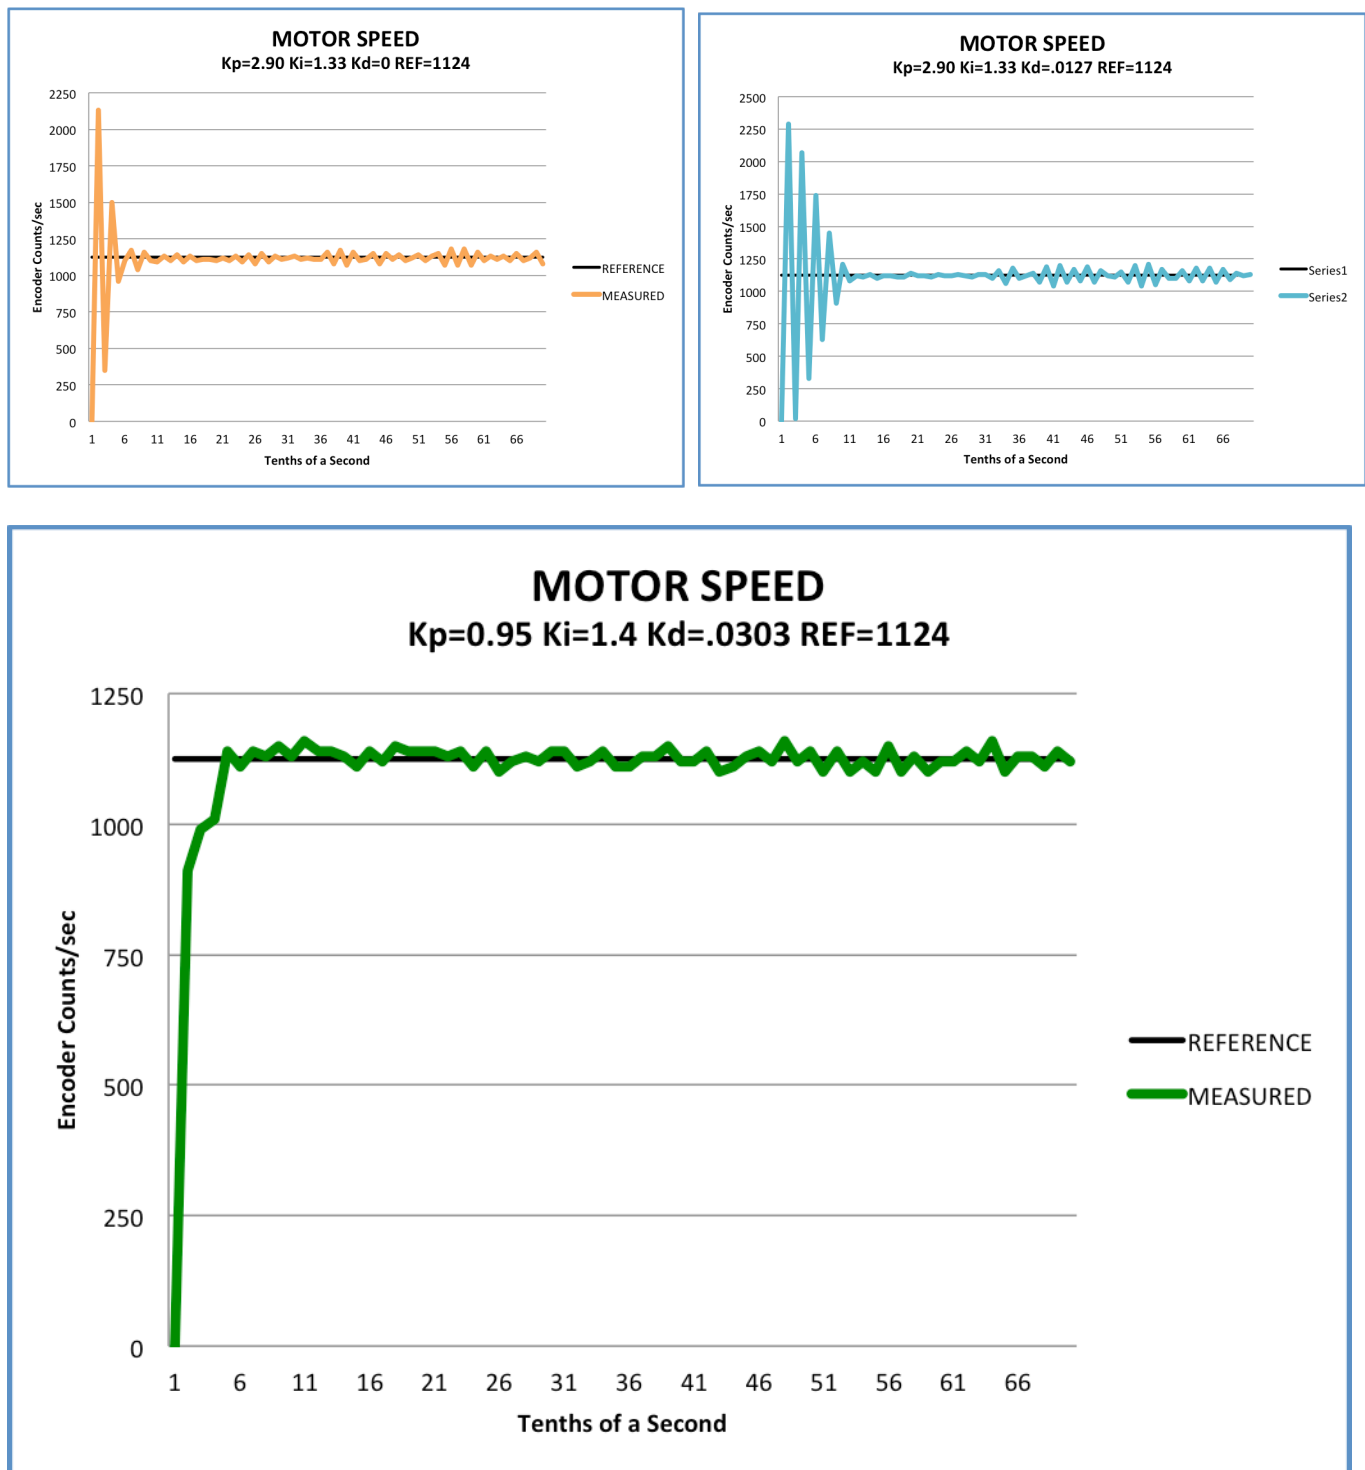 MOTOR SPEED
Kp=2.90 Ki=1.33 Kd=0 REF=1124
2250
2000
1750
1500
1250
1000
750
500
250
0
Encoder Counts/sec
1 6 11 16 21 26 31 36 41 46 51 56 61 66
Tenths of a Second
REFERENCE
MEASURED
MOTOR SPEED
Kp=2.90 Ki=1.33 Kd=.0127 REF=1124
2500
2250
2000
1750
1500
1250
1000
750
500
250
0
Encoder Counts/sec
1 6 11 16 21 26 31 36 41 46 51 56 61 66
Tenths of a Second
Series1
Series2
MOTOR SPEED
Kp=0.95 Ki=1.4 Kd=.0303 REF=1124
1250
1000
750
500
250
0
Encoder Counts/sec
1 6 11 16 21 26 31 36 41 46 51 56 61 66
Tenths of a Second
REFERENCE
MEASURED